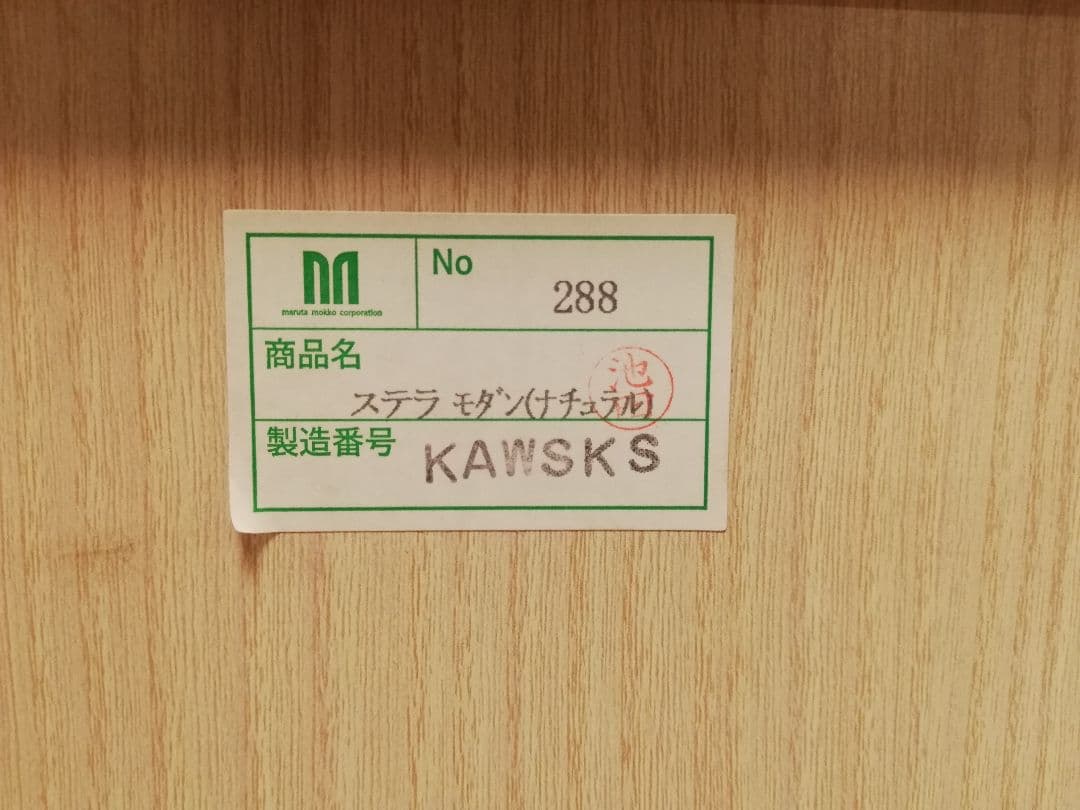 maruta mokko corporation
No
288
商品名
ステラ モダン(ナチュラル)
池
製造番号
KAWSKS